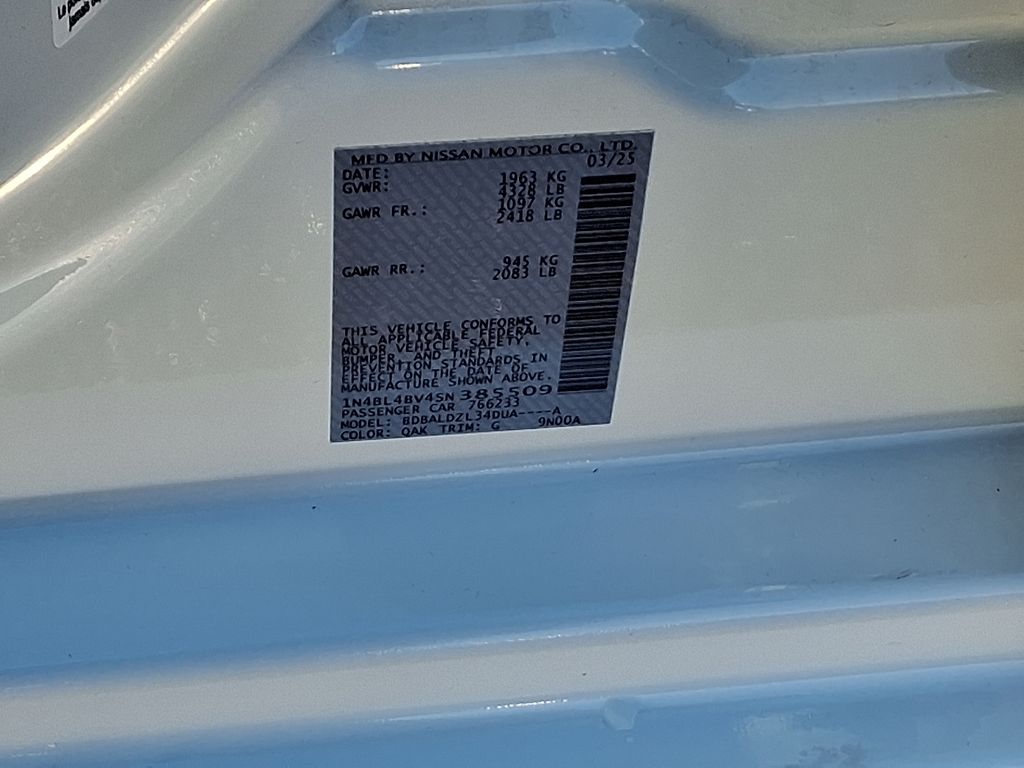 MFD BY NISSAN MOTOR CO., LTD.
DATE: 03/25
GVWR: 1963 KG
4328 LB
GAWR FR.: 1097 KG
2418 LB
GAWR RR.: 945 KG
2083 LB
THIS VEHICLE CONFORMS TO
ALL APPLICABLE FEDERAL
MOTOR VEHICLE SAFETY,
BUMPER, AND THEFT
PREVENTION STANDARDS IN
EFFECT ON THE DATE OF
MANUFACTURE SHOWN ABOVE.
1N4BL4BV4SN385509
PASSENGER CAR 766233
MODEL: BDBALDZL34DUA----A
COLOR: QAK TRIM: G 9N00A